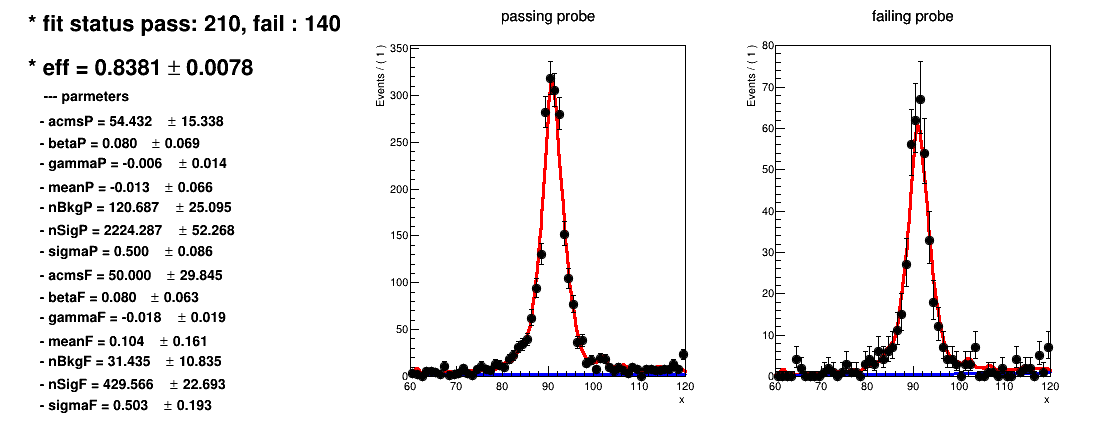 * fit status pass: 210, fail : 140
* eff = 0.8381 ± 0.0078
--- parmeters
- acmsP = 54.432 ± 15.338
- betaP = 0.080 ± 0.069
- gammaP = -0.006 ± 0.014
- meanP = -0.013 ± 0.066
- nBkgP = 120.687 ± 25.095
- nSigP = 2224.287 ± 52.268
- sigmaP = 0.500 ± 0.086
- acmsF = 50.000 ± 29.845
- betaF = 0.080 ± 0.063
- gammaF = -0.018 ± 0.019
- meanF = 0.104 ± 0.161
- nBkgF = 31.435 ± 10.835
- nSigF = 429.566 ± 22.693
- sigmaF = 0.503 ± 0.193
passing probe
Events / ( 1 )
350
300
250
200
150
100
50
0
60 70 80 90 100 110 120
x
failing probe
Events / ( 1 )
80
70
60
50
40
30
20
10
0
60 70 80 90 100 110 120
x